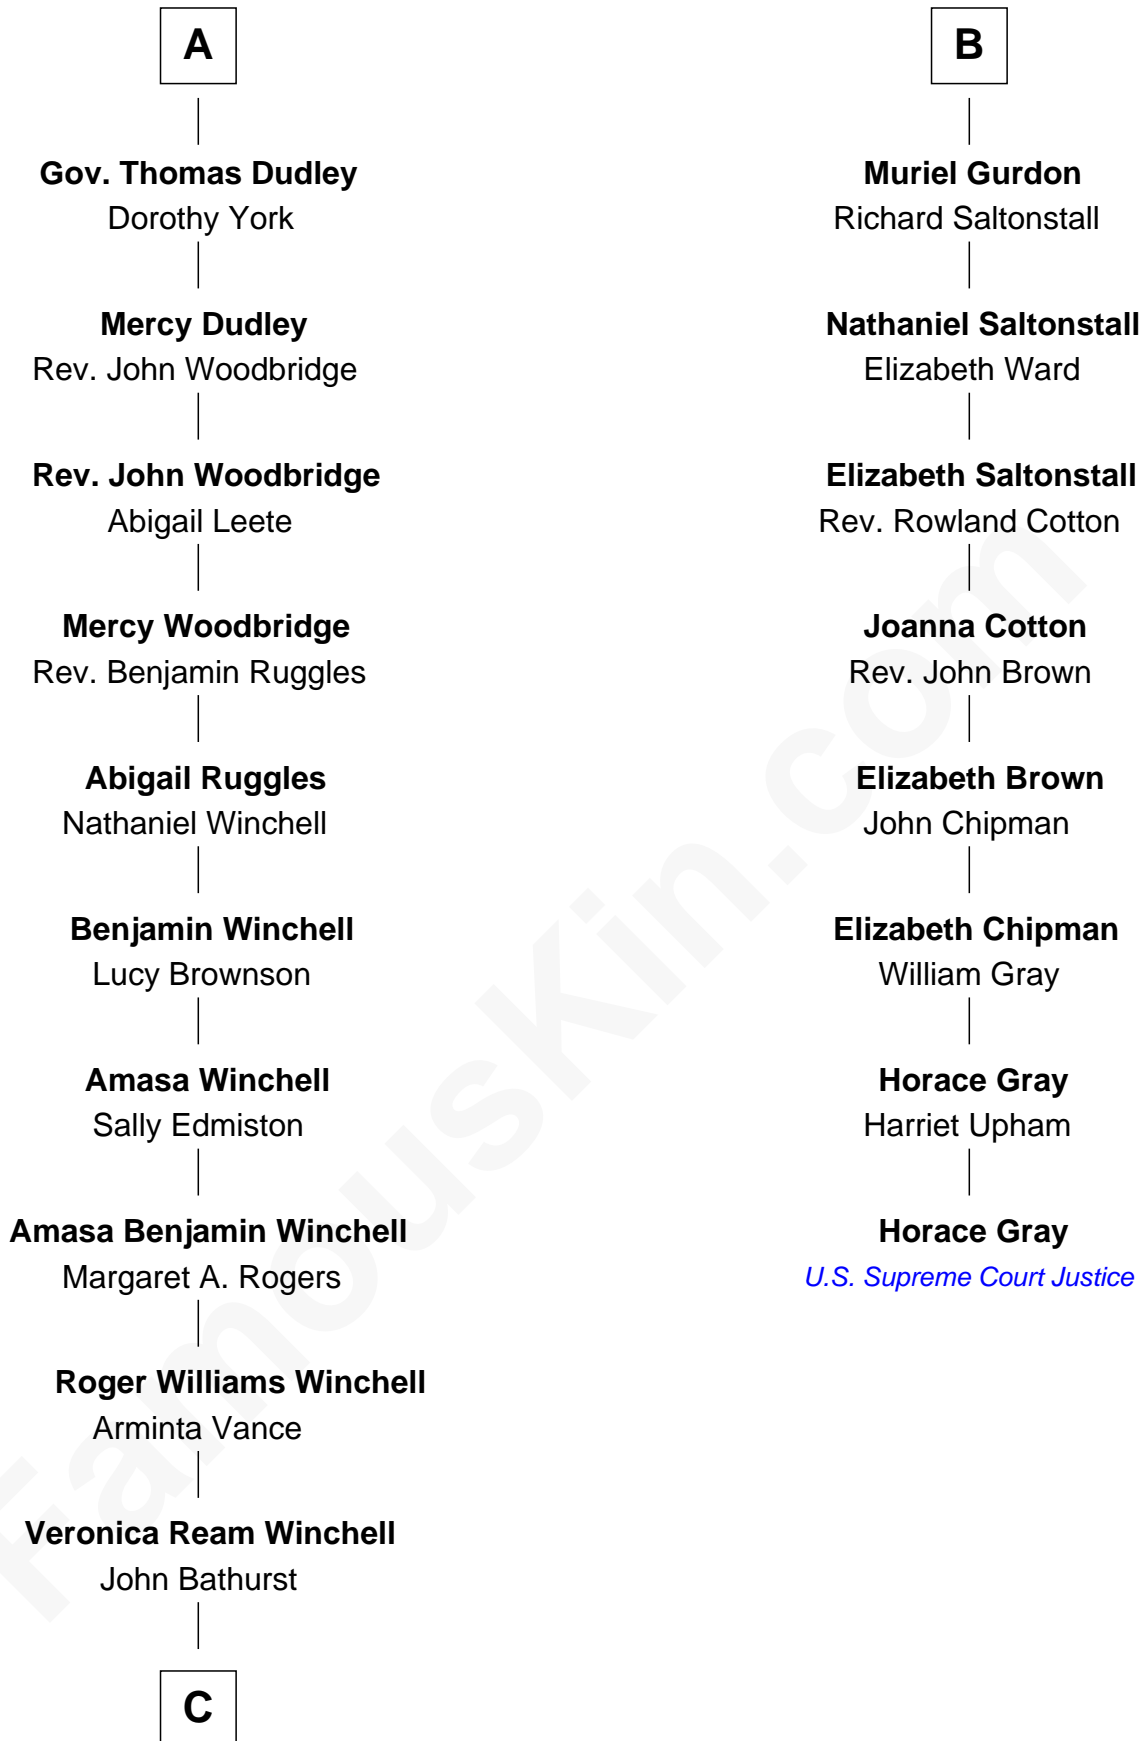 A
Gov. Thomas Dudley
Dorothy York
Mercy Dudley
Rev. John Woodbridge
Rev. John Woodbridge
Abigail Leete
Mercy Woodbridge
Rev. Benjamin Ruggles
Abigail Ruggles
Nathaniel Winchell
Benjamin Winchell
Lucy Brownson
Amasa Winchell
Sally Edmiston
Amasa Benjamin Winchell
Margaret A. Rogers
Roger Williams Winchell
Arminta Vance
Veronica Ream Winchell
John Bathurst
C
B
Muriel Gurdon
Richard Saltonstall
Nathaniel Saltonstall
Elizabeth Ward
Elizabeth Saltonstall
Rev. Rowland Cotton
Joanna Cotton
Rev. John Brown
Elizabeth Brown
John Chipman
Elizabeth Chipman
William Gray
Horace Gray
Harriet Upham
Horace Gray
U.S. Supreme Court Justice
FamousKin.com